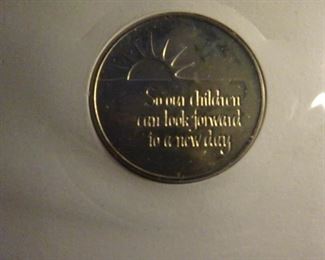 So our children
can look forward
to a new day